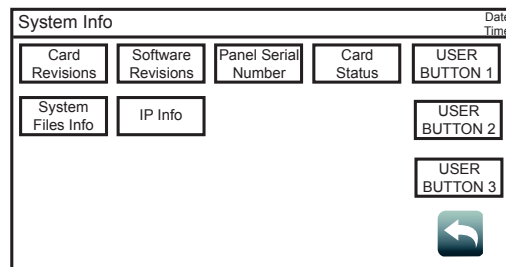 System Info
Date
Time
Card
Revisions
Software
Revisions
Panel Serial
Number
Card
Status
USER
BUTTON 1
System
Files Info
IP Info
USER
BUTTON 2
USER
BUTTON 3